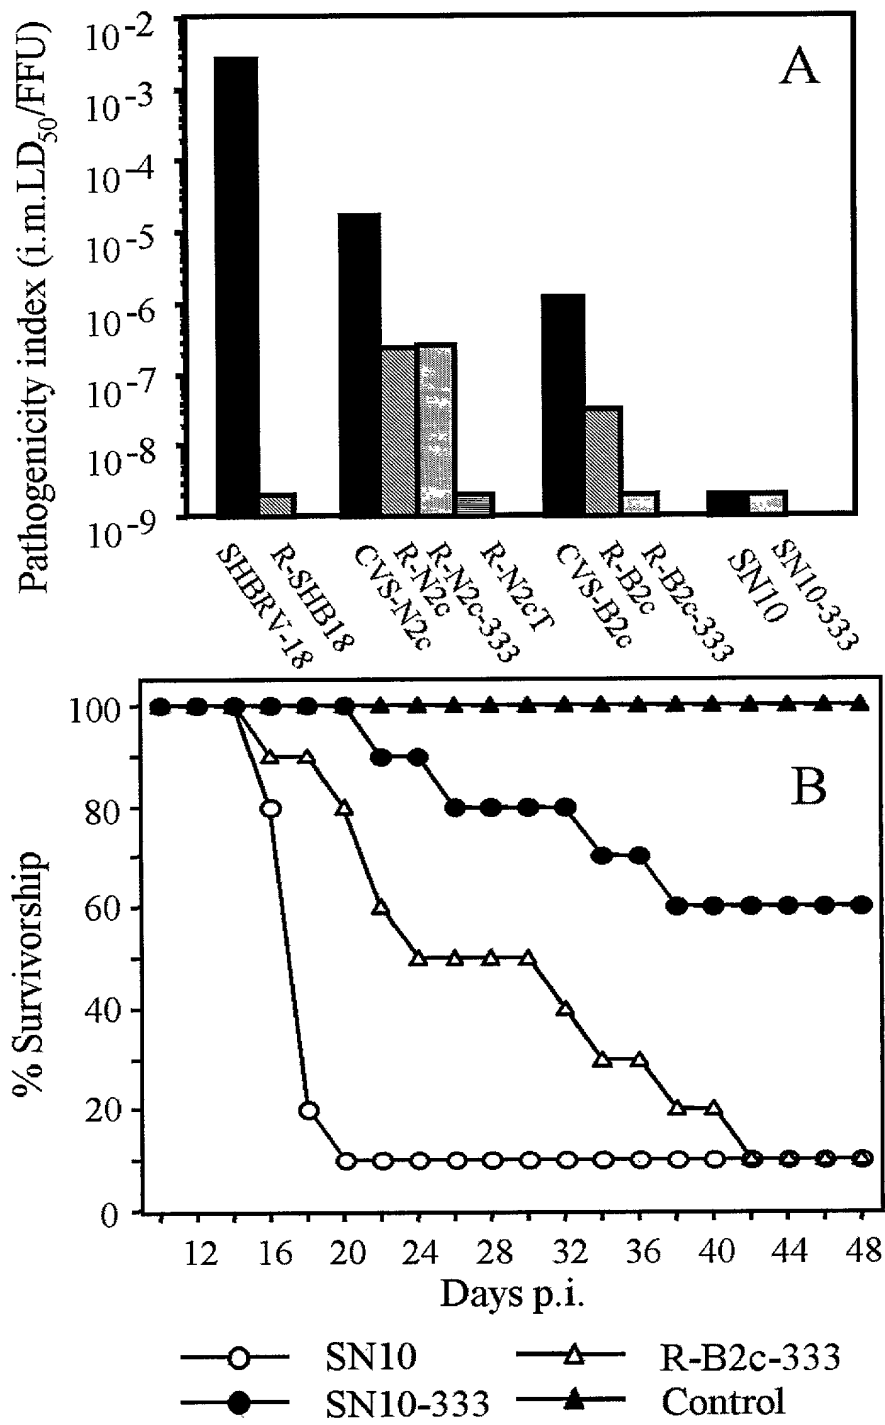 A
Pathogenicity index (i.m.LD50/FFU)
10-2
10-3
10-4
10-5
10-6
10-7
10-8
10-9
SHBRV-18
R-SHB18
CVS-N2c
R-N2c
R-N2c-333
R-N2cT
CVS-B2c
R-B2c
R-B2c-333
SN10
SN10-333
B
% Survivorship
100
80
60
40
20
0
12 16 20 24 28 32 36 40 44 48
Days p.i.
SN10 R-B2c-333
SN10-333 Control